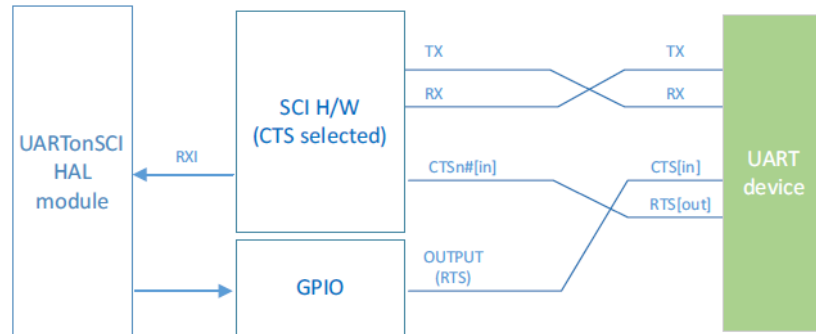 UARTonSCI
HAL
module
RXI
SCI H/W
(CTS selected)
GPIO
TX
RX
CTSn#[in]
OUTPUT
(RTS)
TX
RX
CTS[in]
RTS[out]
UART
device